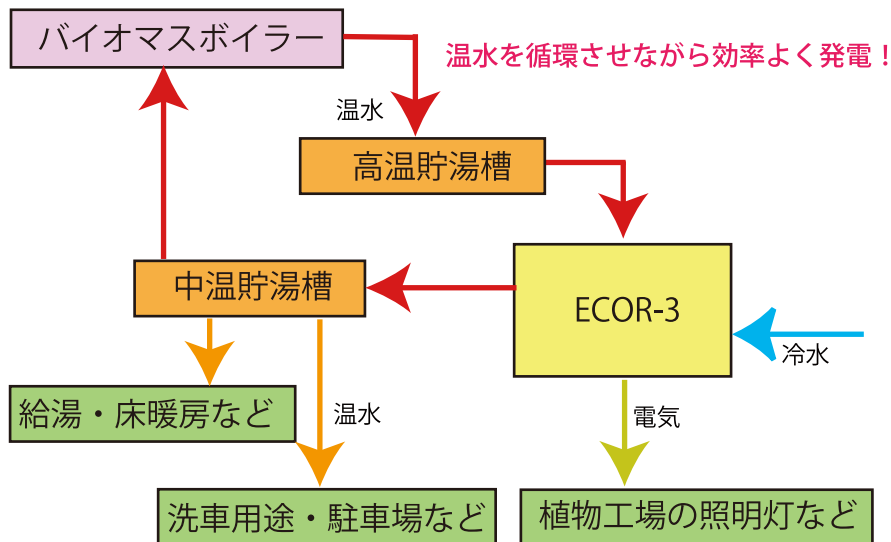 バイオマスボイラー
温水を循環させながら効率よく発電！
温水
高温貯湯槽
中温貯湯槽
ECOR-3
冷水
給湯・床暖房など
温水
電気
洗車用途・駐車場など
植物工場の照明灯など